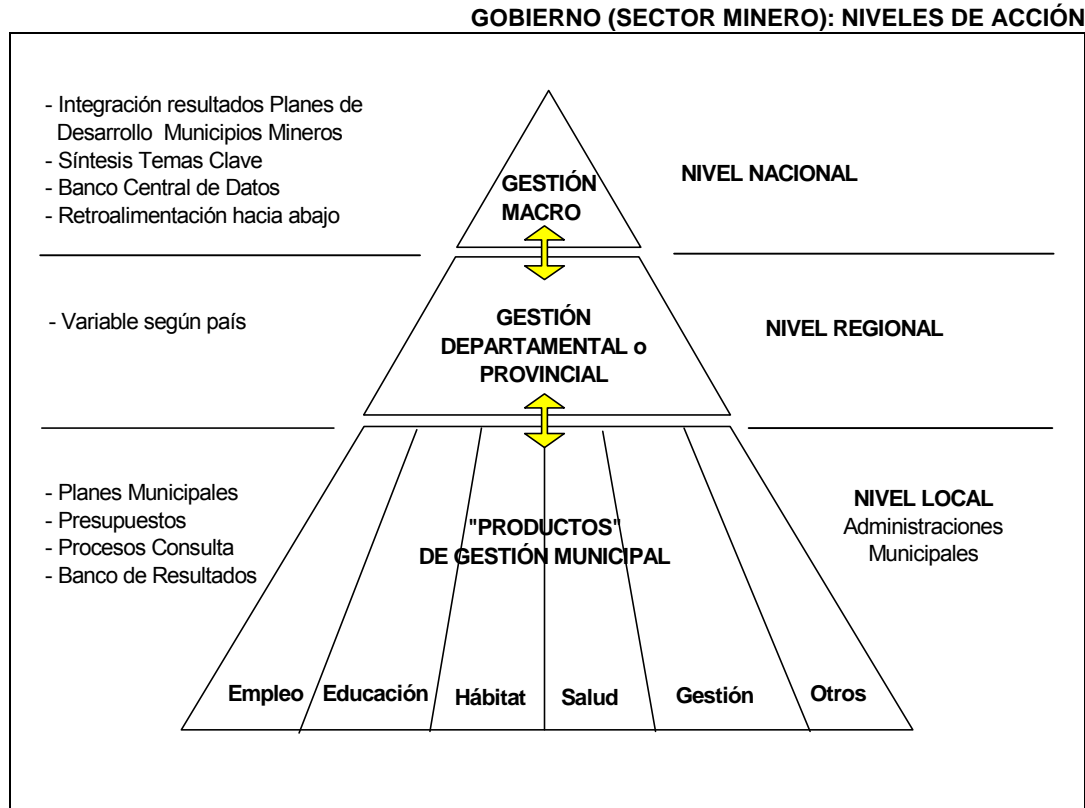 GOBIERNO (SECTOR MINERO): NIVELES DE ACCIÓN
- Integración resultados Planes de
Desarrollo Municipios Mineros
- Síntesis Temas Clave
- Banco Central de Datos
- Retroalimentación hacia abajo
GESTIÓN
MACRO
NIVEL NACIONAL
- Variable según país
GESTIÓN
DEPARTAMENTAL o
PROVINCIAL
NIVEL REGIONAL
- Planes Municipales
- Presupuestos
- Procesos Consulta
- Banco de Resultados
"PRODUCTOS"
DE GESTIÓN MUNICIPAL
NIVEL LOCAL
Administraciones
Municipales
Empleo Educación Hábitat Salud Gestión Otros